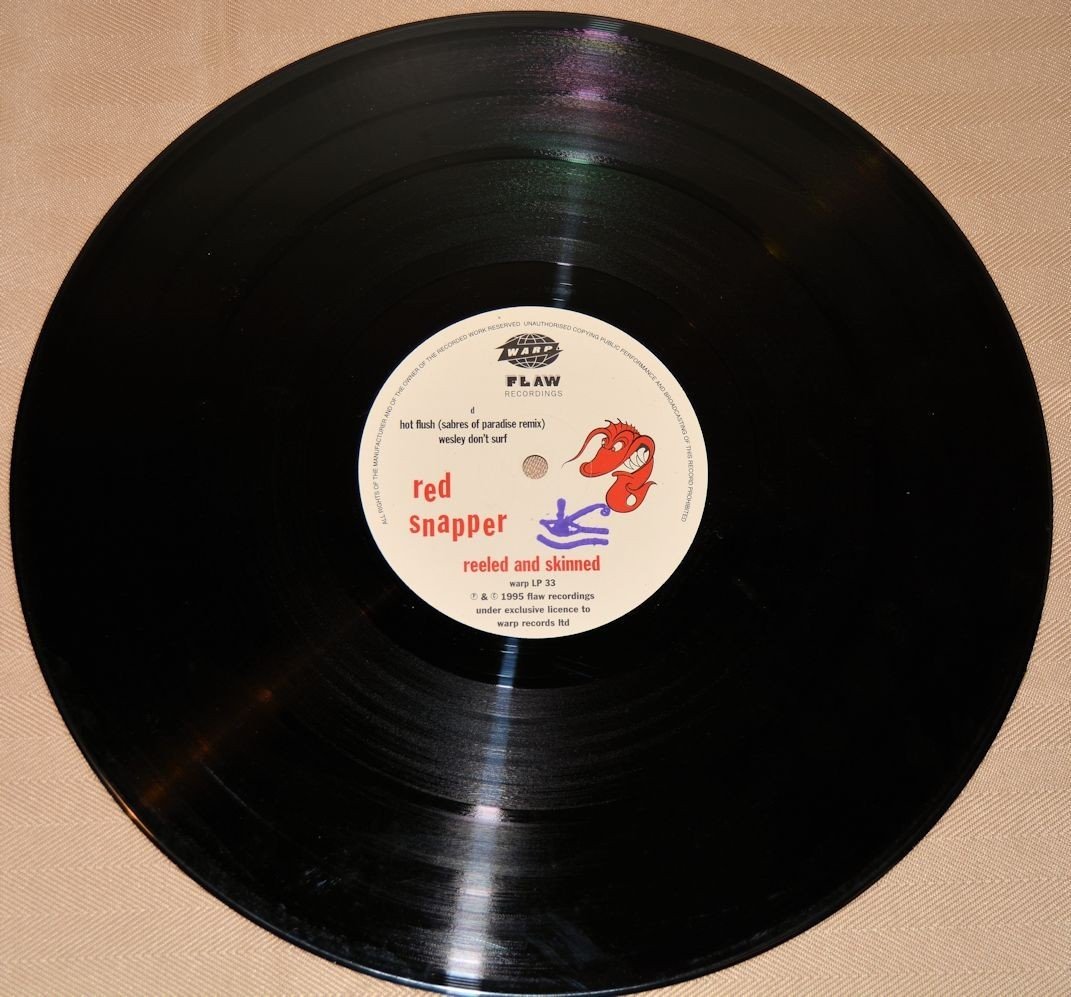 ALL RIGHTS OF THE MANUFACTURER AND OF THE OWNER OF THE RECORDED WORK RESERVED UNAUTHORISED COPYING PUBLIC PERFORMANCE AND BROADCASTING OF THIS RECORD PROHIBITED
WARP
FLAW
RECORDINGS
d
hot flush (sabres of paradise remix)
wesley don't surf
red
snapper
reeled and skinned
warp LP 33
℗ & © 1995 flaw recordings
under exclusive licence to
warp records ltd